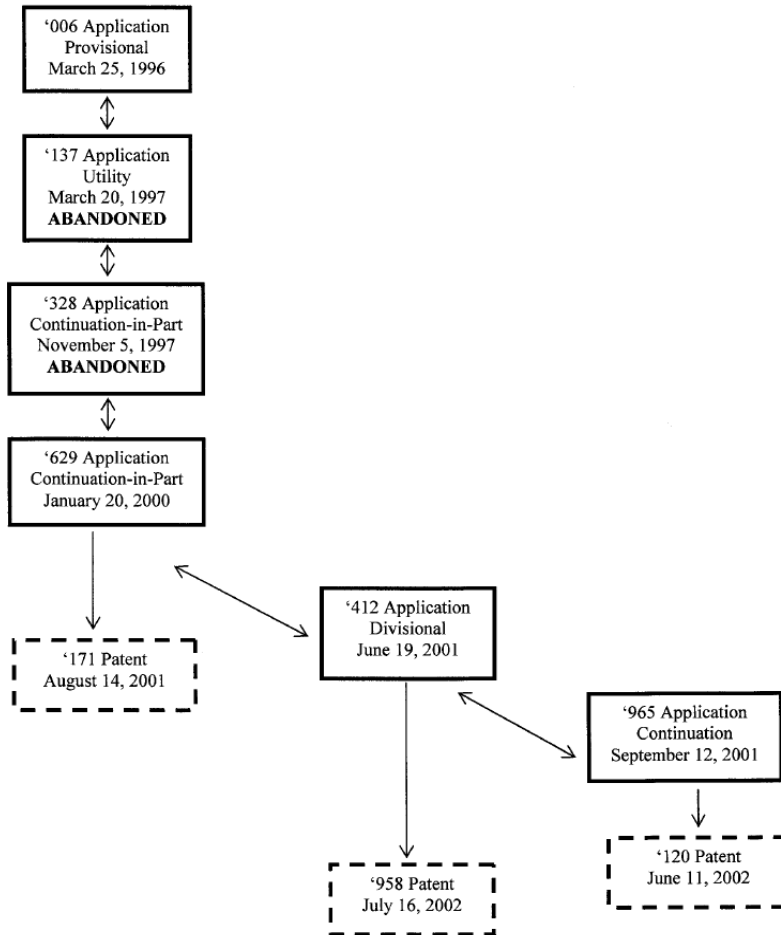 ‘006 Application
Provisional
March 25, 1996
‘137 Application
Utility
March 20, 1997
ABANDONED
‘328 Application
Continuation-in-Part
November 5, 1997
ABANDONED
‘629 Application
Continuation-in-Part
January 20, 2000
‘412 Application
Divisional
June 19, 2001
‘171 Patent
August 14, 2001
‘965 Application
Continuation
September 12, 2001
‘120 Patent
June 11, 2002
‘958 Patent
July 16, 2002